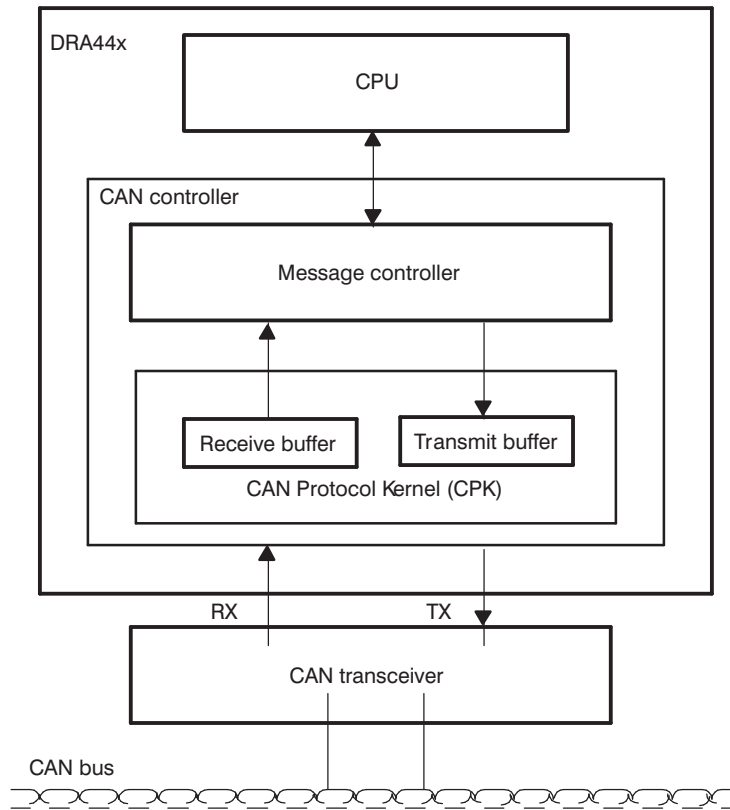 DRA44x
CPU
CAN controller
Message controller
Receive buffer
Transmit buffer
CAN Protocol Kernel (CPK)
RX
TX
CAN transceiver
CAN bus